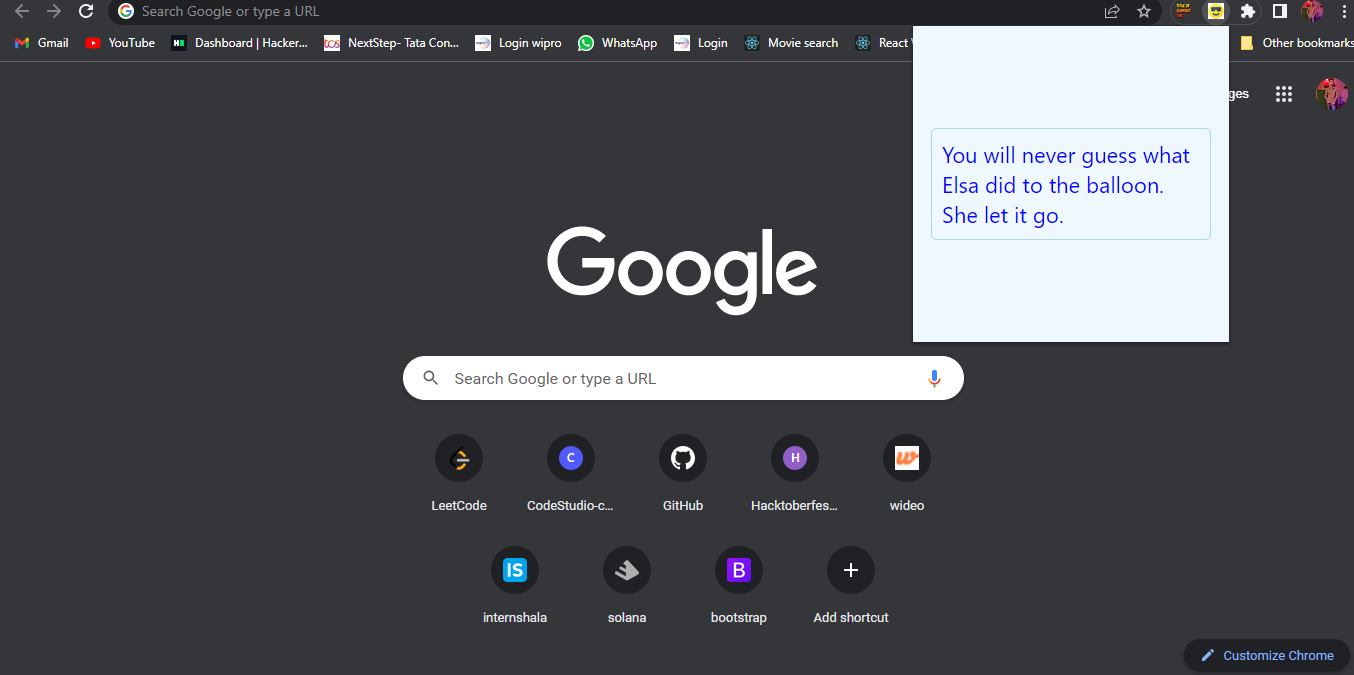 Search Google or type a URL
Gmail
YouTube
Dashboard | Hacker...
NextStep- Tata Con...
Login wipro
WhatsApp
Login
Movie search
React
Other bookmarks
ges
You will never guess what
Elsa did to the balloon.
She let it go.
Google
Search Google or type a URL
C
H
LeetCode
CodeStudio-c...
GitHub
Hacktoberfes...
wideo
IS
B
internshala
solana
bootstrap
Add shortcut
Customize Chrome